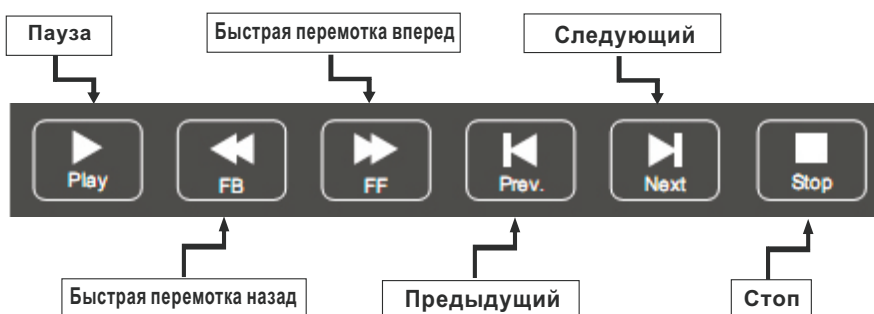 Пауза
Быстрая перемотка вперед
Следующий
Play
FB
FF
Prev.
Next
Stop
Быстрая перемотка назад
Предыдущий
Стоп